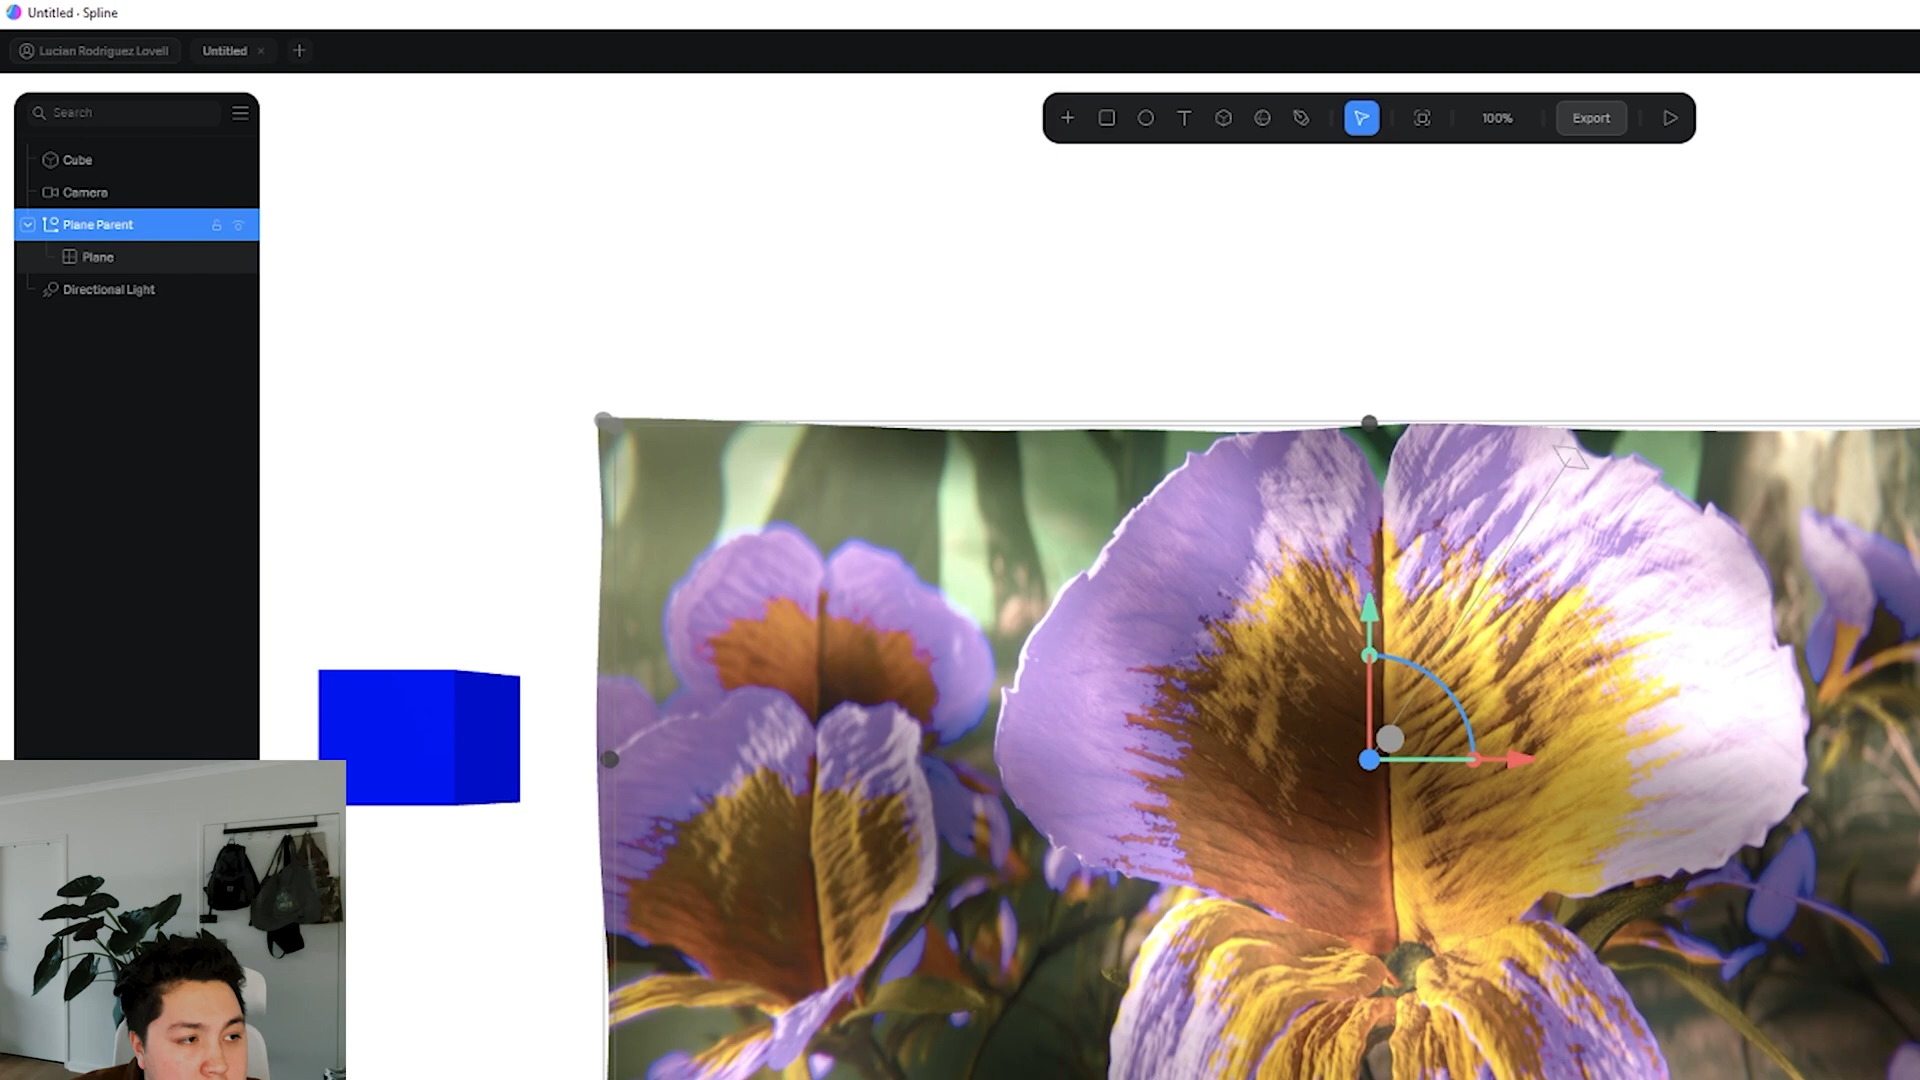 Untitled - Spline
Lucian Rodriguez Lovell
Untitled
Search
Cube
Camera
Plane Parent
Plane
Directional Light
100%
Export